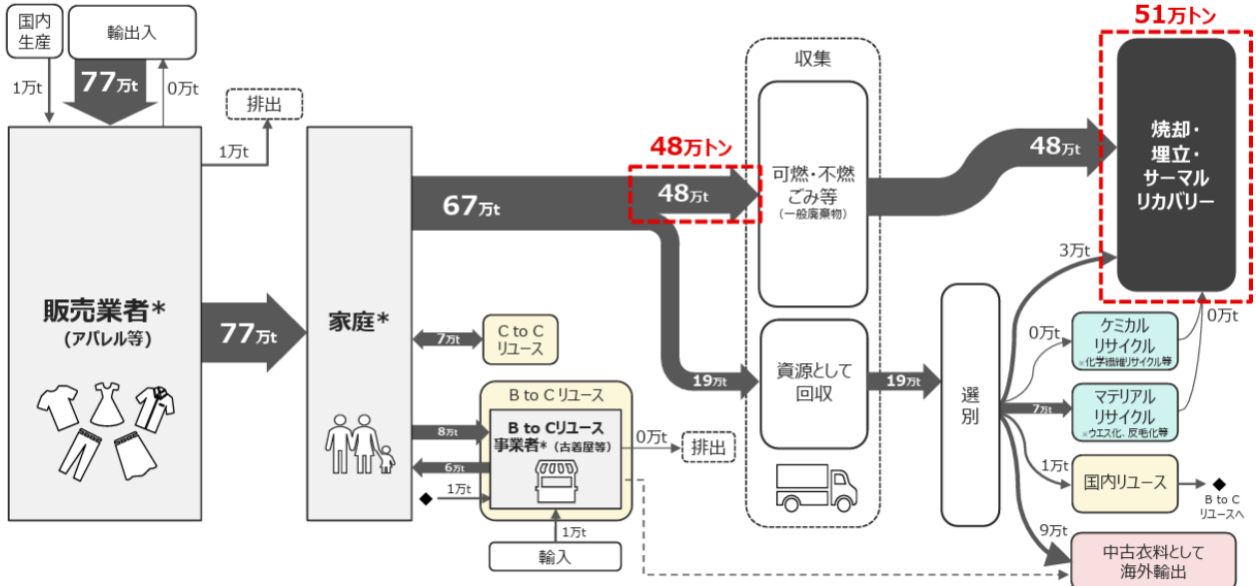 国内
生産
輸出入
1万t
77万t
0万t
排出
1万t
販売業者*
(アパレル等)
77万t
家庭*
67万t
48万トン
48万t
収集
可燃・不燃
ごみ等
(一般廃棄物)
48万t
51万トン
焼却・
埋立・
サーマル
リカバリー
7万t
C to C
リユース
19万t
資源として
回収
19万t
選別
3万t
0万t
ケミカル
リサイクル
※化学繊維リサイクル等
0万t
7万t
マテリアル
リサイクル
※ウエス化、反毛化等
1万t
国内リユース
◆
B to C
リユースへ
9万t
中古衣料として
海外輸出
B to C リユース
8万t
6万t
◆
1万t
B to Cリユース
事業者* (古着屋等)
0万t
排出
1万t
輸入